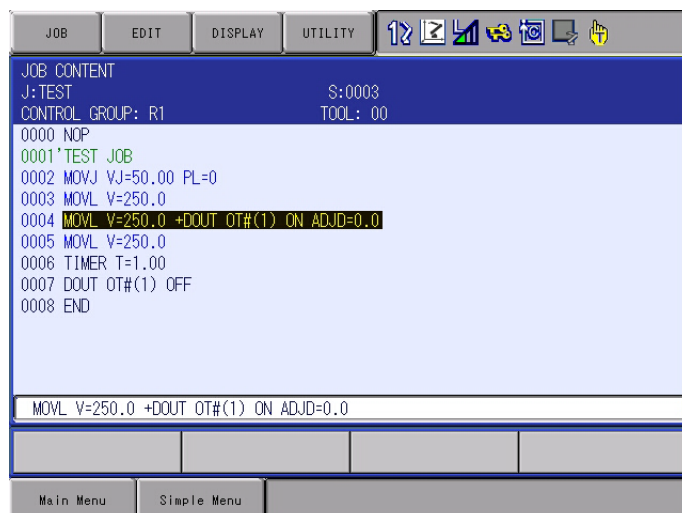 JOB EDIT DISPLAY UTILITY
JOB CONTENT
J:TEST S:0003
CONTROL GROUP: R1 TOOL: 00
0000 NOP
0001'TEST JOB
0002 MOVJ VJ=50.00 PL=0
0003 MOVL V=250.0
0004 MOVL V=250.0 +DOUT OT#(1) ON ADJD=0.0
0005 MOVL V=250.0
0006 TIMER T=1.00
0007 DOUT OT#(1) OFF
0008 END
MOVL V=250.0 +DOUT OT#(1) ON ADJD=0.0
Main Menu Simple Menu